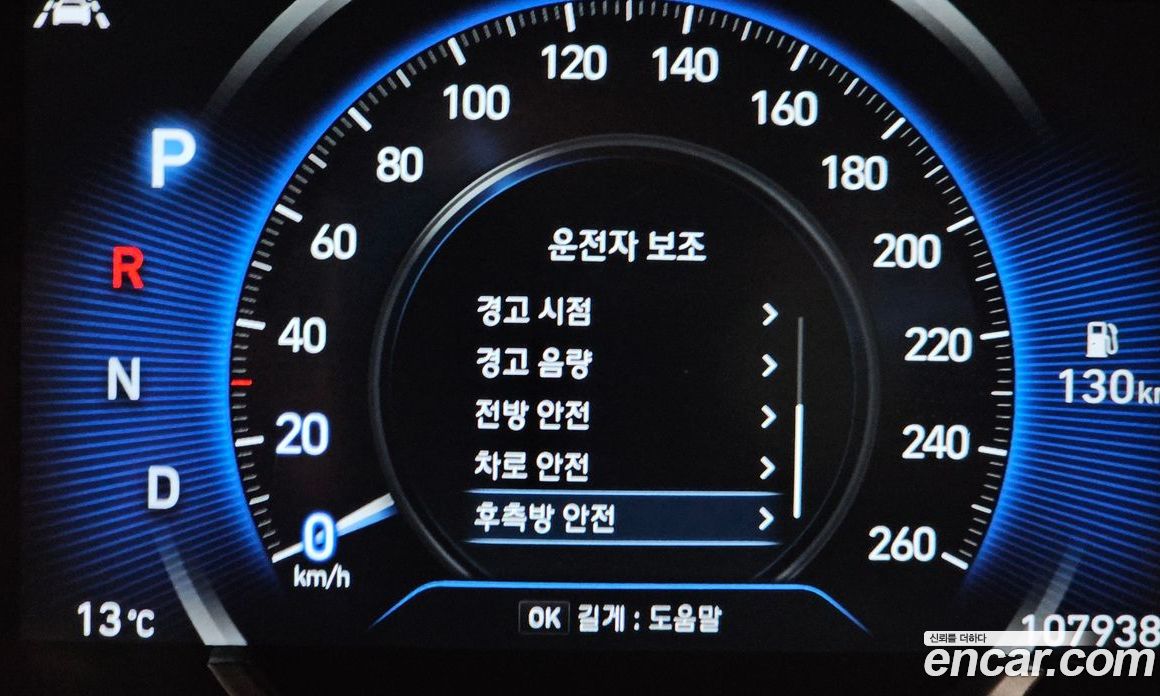 120 140
100 160
80 180
P
60 200
R
40 220
N
20 240
D
0 260
km/h
운전자 보조
경고 시점
경고 음량
전방 안전
차로 안전
후측방 안전
130km
13°C
OK 길게 : 도움말
107938
신뢰를 더하다
encar.com